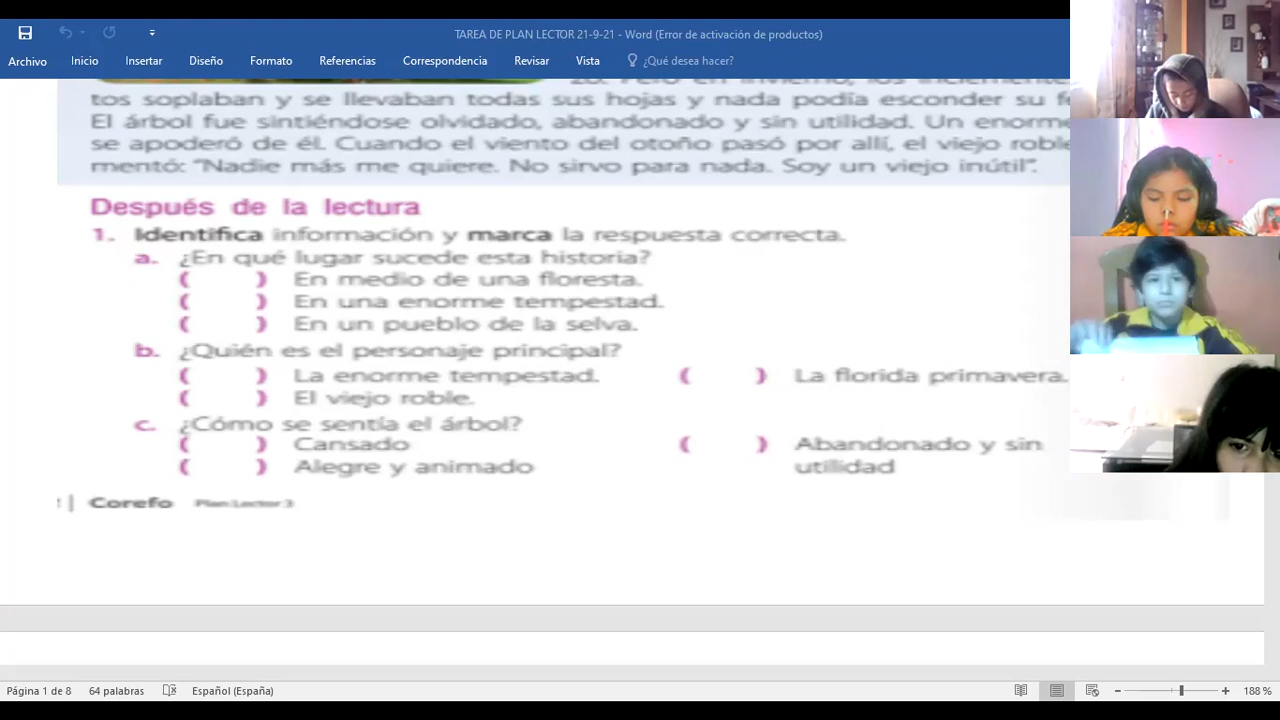 TAREA DE PLAN LECTOR 21-9-21 - Word (Error de activación de productos)
Archivo Inicio Insertar Diseño Formato Referencias Correspondencia Revisar Vista ¿Qué desea hacer?
Pero en invierno, los
tos soplaban y se llevaban todas sus hojas y nada podía esconder su
El árbol fue sintiéndose olvidado, abandonado y sin utilidad. Un enorme
se apoderó de él. Cuando el viento del otoño pasó por allí, el viejo roble
mentó: “Nadie más me quiere. No sirvo para nada. Soy un viejo inútil”.
Después de la lectura
1. Identifica información y marca la respuesta correcta.
a. ¿En qué lugar sucede esta historia?
( ) En medio de una floresta.
( ) En una enorme tempestad.
( ) En un pueblo de la selva.
b. ¿Quién es el personaje principal?
( ) La enorme tempestad. ( ) La florida primavera.
( ) El viejo roble.
c. ¿Cómo se sentía el árbol?
( ) Cansado ( ) Abandonado y sin
( ) Alegre y animado utilidad
| Corefo Plan Lector 3
Página 1 de 8 64 palabras Español (España) 188 %